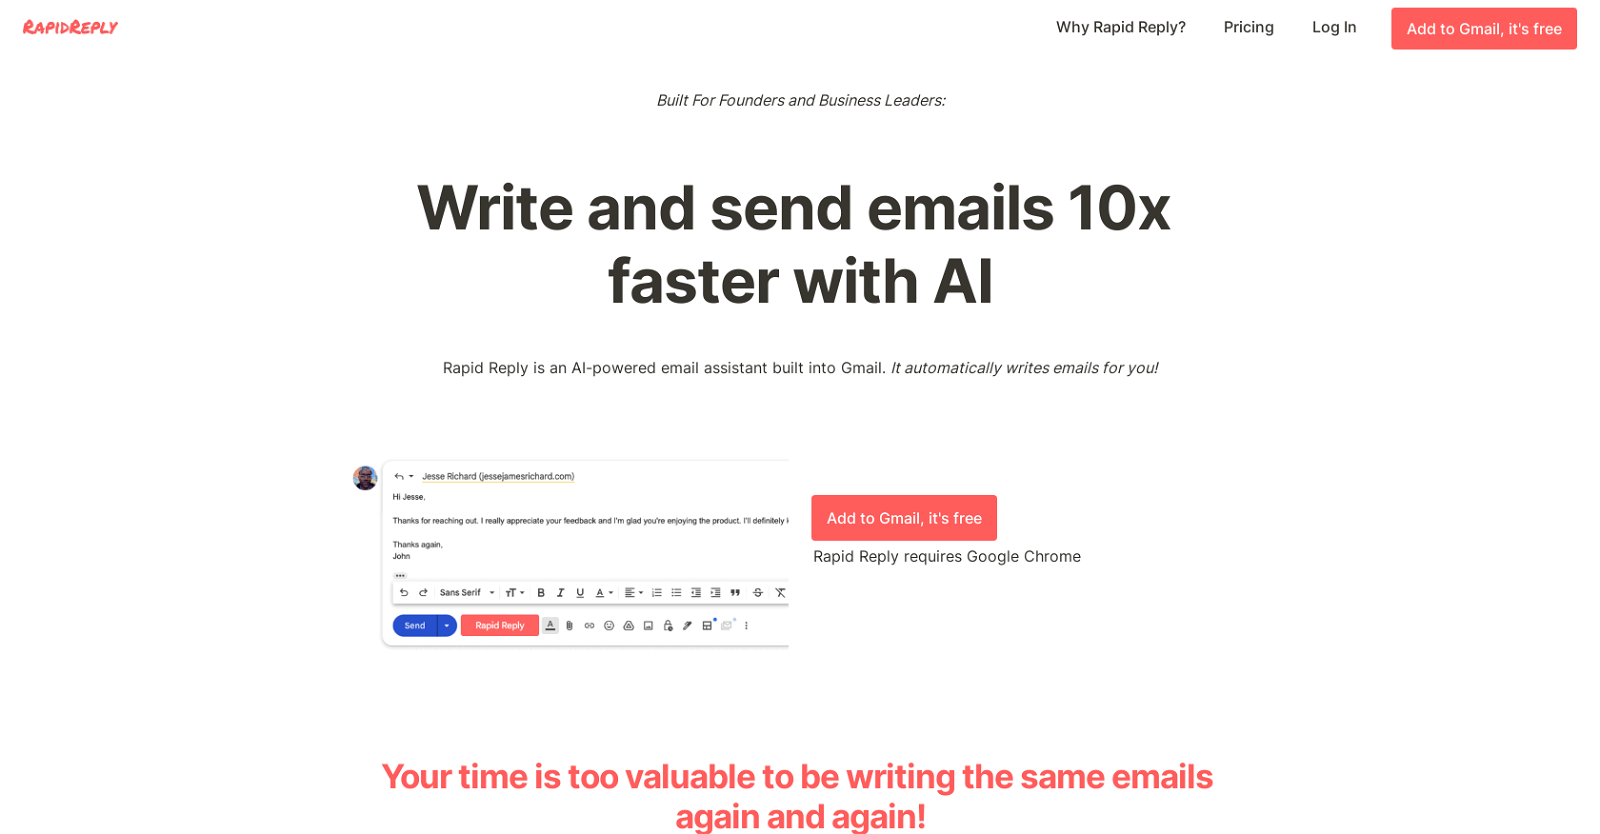 RapidReply
Why Rapid Reply?
Pricing
Log In
Add to Gmail, it's free
Built For Founders and Business Leaders:
Write and send emails 10x
faster with AI
Rapid Reply is an AI-powered email assistant built into Gmail. It automatically writes emails for you!
Jesse Richard (jessejamesrichard.com)
Hi Jesse,
Thanks for reaching out. I really appreciate your feedback and I'm glad you're enjoying the product. I'll definitely
Thanks again,
John
Sans Serif
Send
Rapid Reply
Add to Gmail, it's free
Rapid Reply requires Google Chrome
Your time is too valuable to be writing the same emails
again and again!